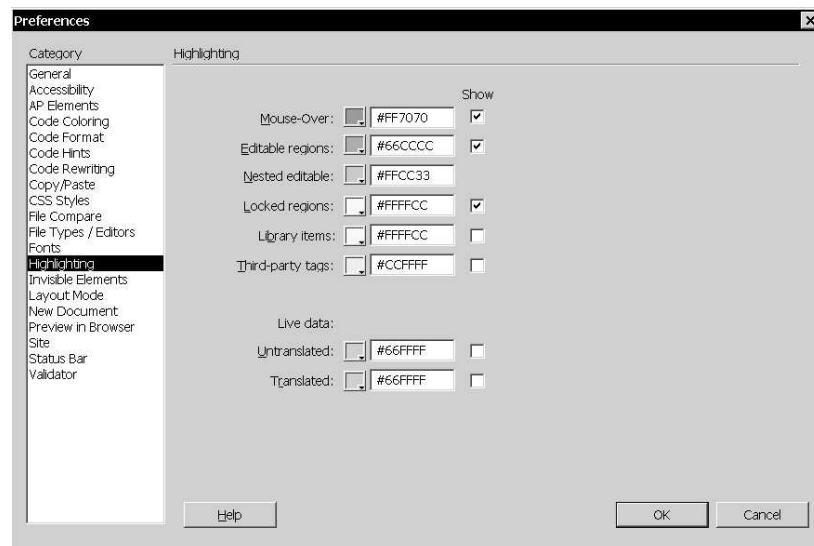 Preferences
Category
General
Accessibility
AP Elements
Code Coloring
Code Format
Code Hints
Code Rewriting
Copy/Paste
CSS Styles
File Compare
File Types / Editors
Fonts
Highlighting
Invisible Elements
Layout Mode
New Document
Preview in Browser
Site
Status Bar
Validator
Highlighting
Show
Mouse-Over: #FF7070
Editable regions: #66CCCC
Nested editable: #FFCC33
Locked regions: #FFFFCC
Library items: #FFFFCC
Third-party tags: #CCFFFF
Live data:
Untranslated: #66FFFF
Translated: #66FFFF
Help
OK
Cancel